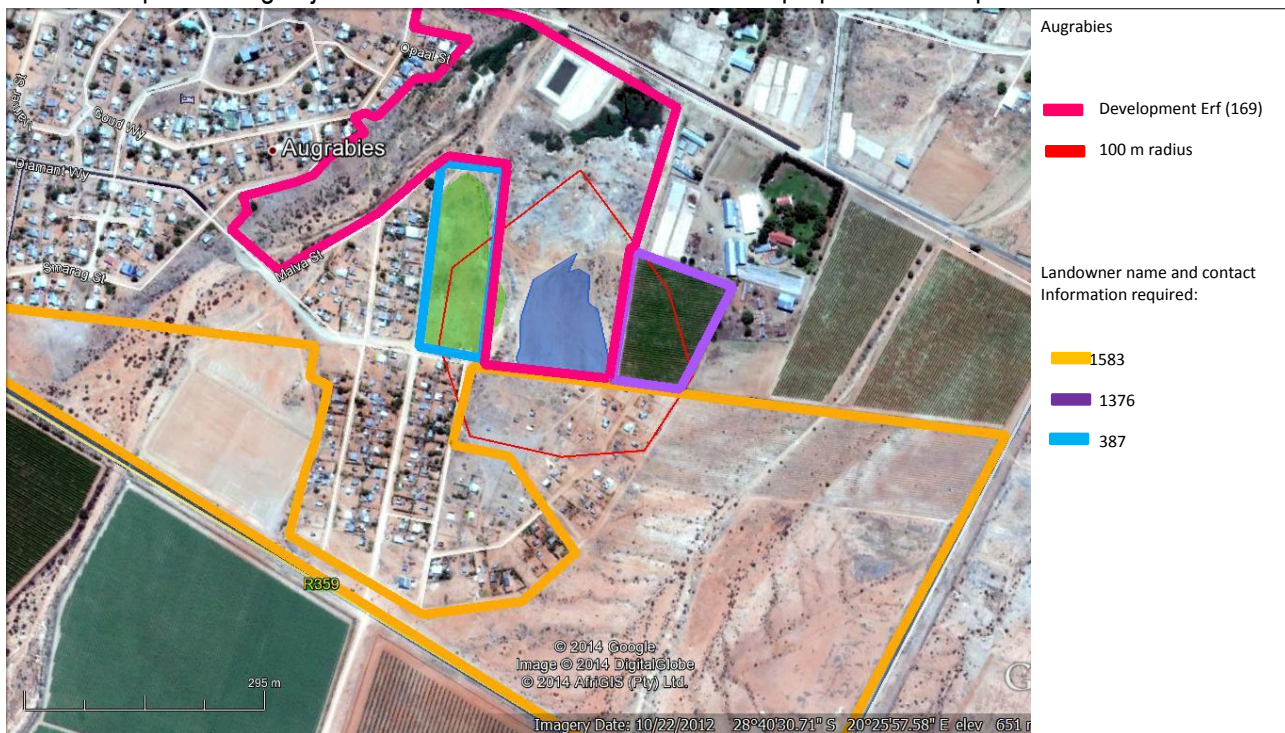 Augrabies
Development Erf (169)
100 m radius
Landowner name and contact
Information required:
1583
1376
387
Opaal St
Goud Wy
Augrabies
Diamant Wy
Smarag St
Malva St
R359
© 2014 Google
Image © 2014 DigitalGlobe
© 2014 AfriGIS (Pty) Ltd.
295 m
Imagery Date: 10/22/2012 28°40'30.71" S 20°25'57.58" E elev 651